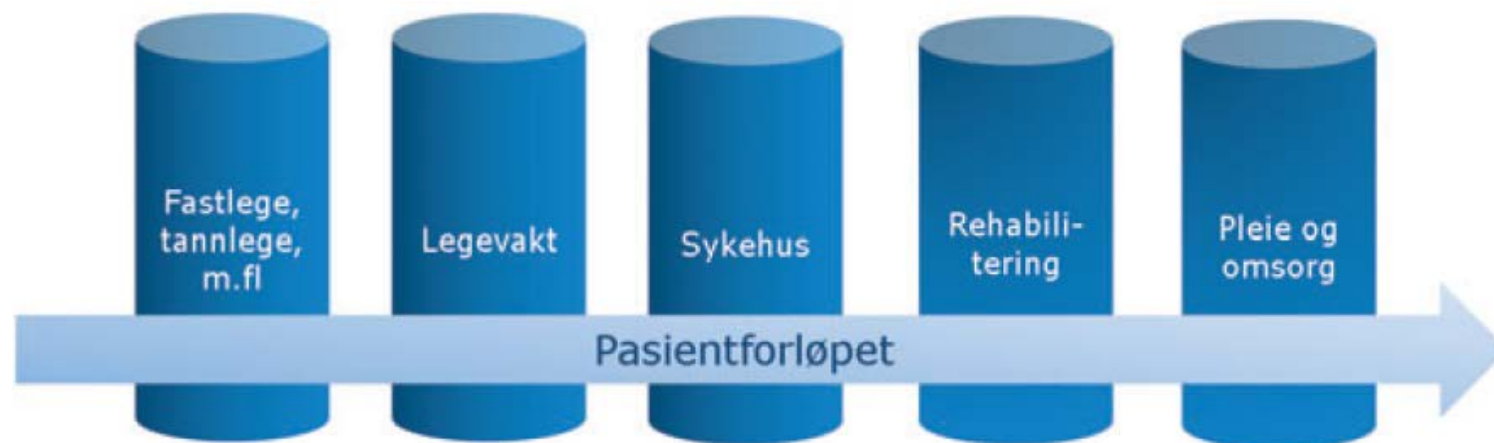 Fastlege,
tannlege,
m.fl
Legevakt
Sykehus
Rehabili-
tering
Pleie og
omsorg
Pasientforløpet